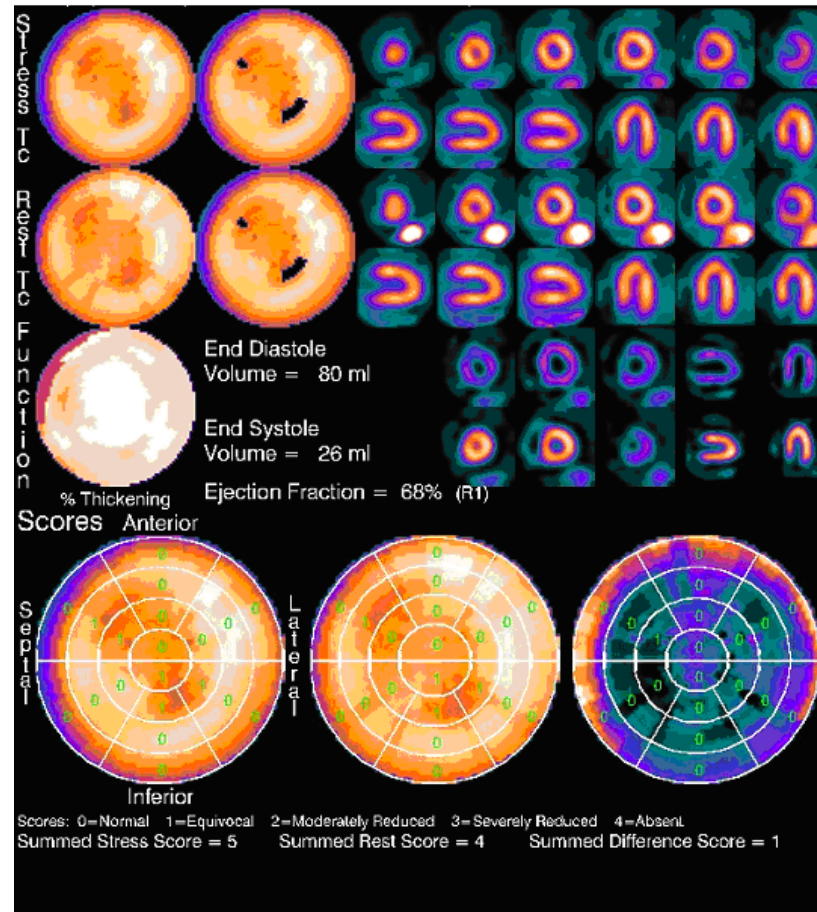 Stress Tc
Rest Tc
Function
End Diastole
Volume = 80 ml
End Systole
Volume = 26 ml
% Thickening
Ejection Fraction = 68% (R1)
Scores Anterior
Septal
Lateral
Inferior
Scores: 0=Normal 1=Equivocal 2=Moderately Reduced 3=Severely Reduced 4=Absent
Summed Stress Score = 5 Summed Rest Score = 4 Summed Difference Score = 1